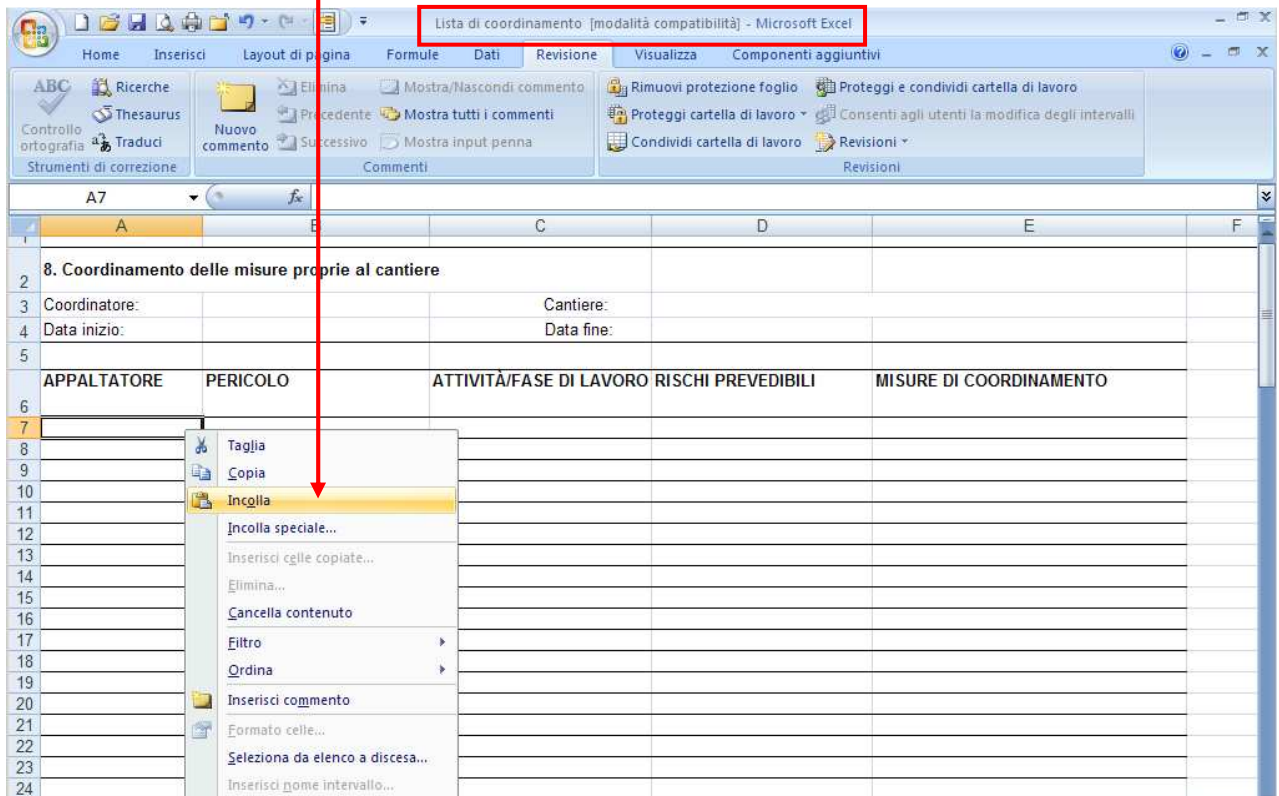 Lista di coordinamento [modalità compatibilità] - Microsoft Excel
Home Inserisci Layout di pagina Formule Dati Revisione Visualizza Componenti aggiuntivi
ABC Ricerche Elimina Mostra/Nascondi commento Rimuovi protezione foglio Proteggi e condividi cartella di lavoro
Thesaurus Precedente Mostra tutti i commenti Proteggi cartella di lavoro Consenti agli utenti la modifica degli intervalli
Controllo ortografia Traduci Nuovo commento Successivo Mostra input penna Condividi cartella di lavoro Revisioni
Strumenti di correzione Commenti Revisioni
A7 fx
A B C D E F
1
2 8. Coordinamento delle misure proprie al cantiere
3 Coordinatore: Cantiere:
4 Data inizio: Data fine:
5
6 APPALTATORE PERICOLO ATTIVITÀ/FASE DI LAVORO RISCHI PREVEDIBILI MISURE DI COORDINAMENTO
7
8 Taglia
9 Copia
10 Incolla
11
12 Incolla speciale...
13 Inserisci celle copiate...
14 Elimina...
15
16 Cancella contenuto
17 Filtro
18 Ordina
19
20 Inserisci commento
21 Formato celle...
22 Seleziona da elenco a discesa...
23
24 Inserisci nome intervallo...